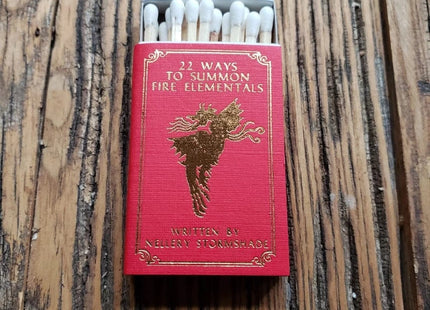 22 WAYS
TO SUMMON
FIRE ELEMENTALS
WRITTEN BY
NELLERY STORMSHADE